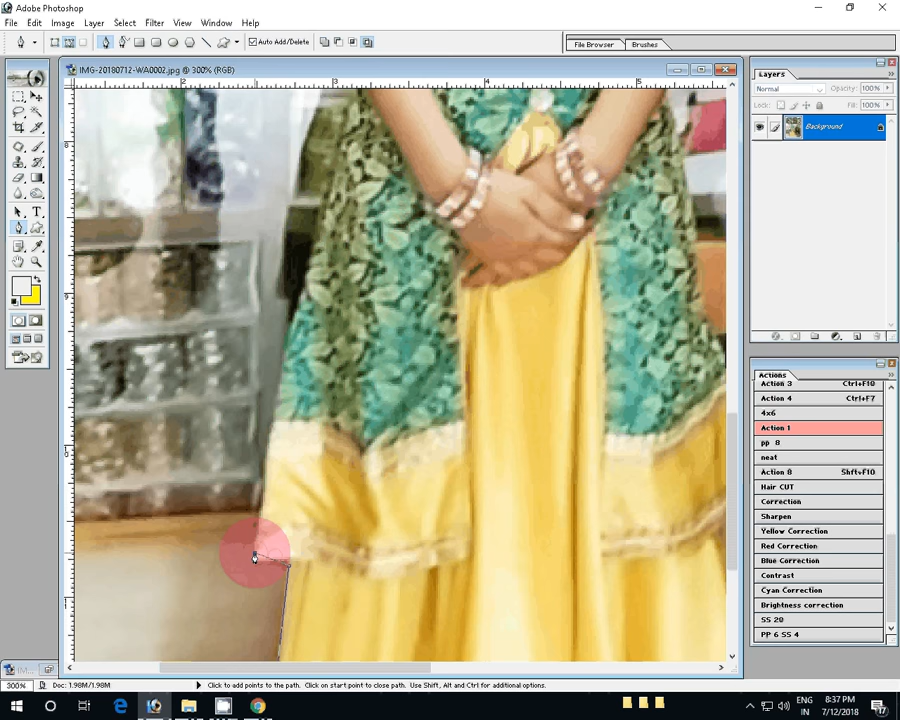 Adobe Photoshop
File Edit Image Layer Select Filter View Window Help
Auto Add/Delete
File Browser Brushes
IMG-20180712-WA0002.jpg @ 300% (RGB)
2 3 4 5
Layers
Normal Opacity: 100%
Lock: Fill: 100%
Background
Actions
Action 3 Ctrl+F10
Action 4 Ctrl+F7
4x6
Action 1
pp 8
neat
Action 8 Shft+F10
Hair CUT
Correction
Sharpen
Yellow Correction
Red Correction
Blue Correction
Contrast
Cyan Correction
Brightness correction
SS 20
PP 6 SS 4
300% Doc: 1.98M/1.98M Click to add points to the path. Click on start point to close path. Use Shift, Alt and Ctrl for additional options.
ENG 8:37 PM
IN 7/12/2018 17